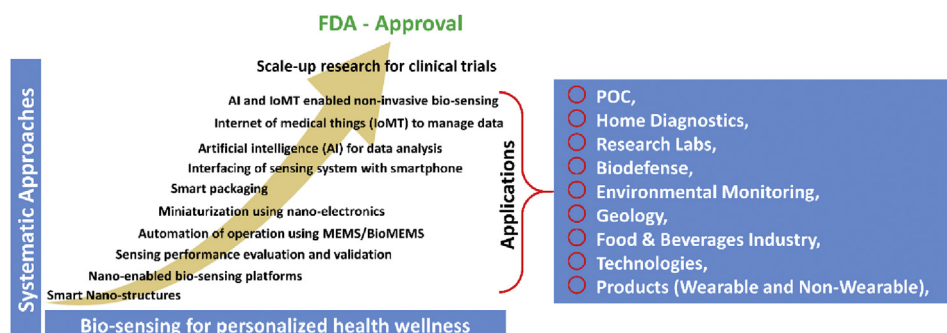 FDA - Approval
Scale-up research for clinical trials
AI and IoMT enabled non-invasive bio-sensing
Internet of medical things (IoMT) to manage data
Artificial intelligence (AI) for data analysis
Interfacing of sensing system with smartphone
Smart packaging
Miniaturization using nano-electronics
Automation of operation using MEMS/BioMEMS
Sensing performance evaluation and validation
Nano-enabled bio-sensing platforms
Smart Nano-structures
Systematic Approaches
Bio-sensing for personalized health wellness
Applications
POC,
Home Diagnostics,
Research Labs,
Biodefense,
Environmental Monitoring,
Geology,
Food & Beverages Industry,
Technologies,
Products (Wearable and Non-Wearable),